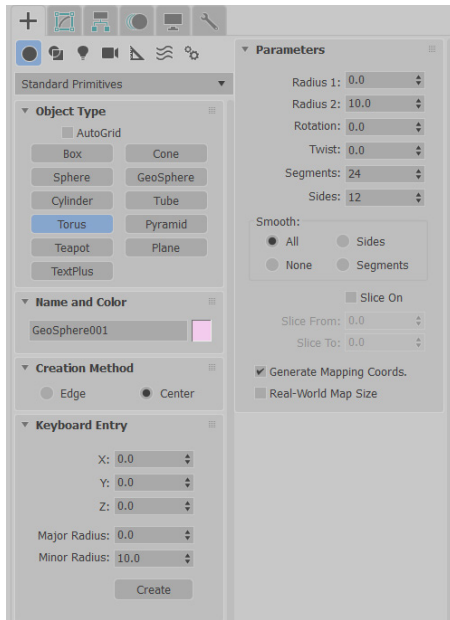 Standard Primitives
Object Type
AutoGrid
Box Cone
Sphere GeoSphere
Cylinder Tube
Torus Pyramid
Teapot Plane
TextPlus
Name and Color
GeoSphere001
Creation Method
Edge Center
Keyboard Entry
X: 0.0
Y: 0.0
Z: 0.0
Major Radius: 0.0
Minor Radius: 10.0
Create
Parameters
Radius 1: 0.0
Radius 2: 10.0
Rotation: 0.0
Twist: 0.0
Segments: 24
Sides: 12
Smooth:
All Sides
None Segments
Slice On
Slice From: 0.0
Slice To: 0.0
Generate Mapping Coords.
Real-World Map Size